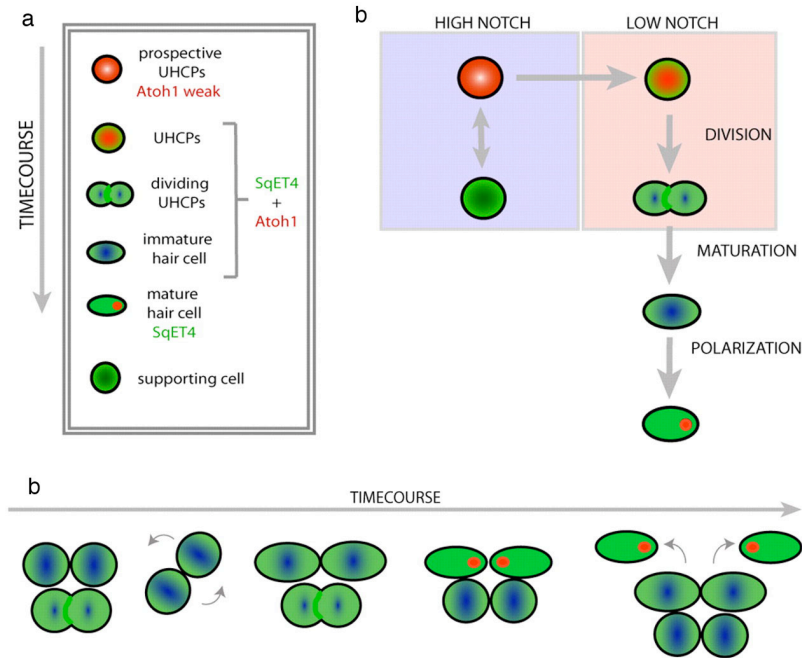 a
TIMECOURSE
prospective
UHCPs
Atoh1 weak
UHCPs
dividing
UHCPs
SqET4
+
Atoh1
immature
hair cell
mature
hair cell
SqET4
supporting cell
b
HIGH NOTCH
LOW NOTCH
DIVISION
MATURATION
POLARIZATION
b
TIMECOURSE